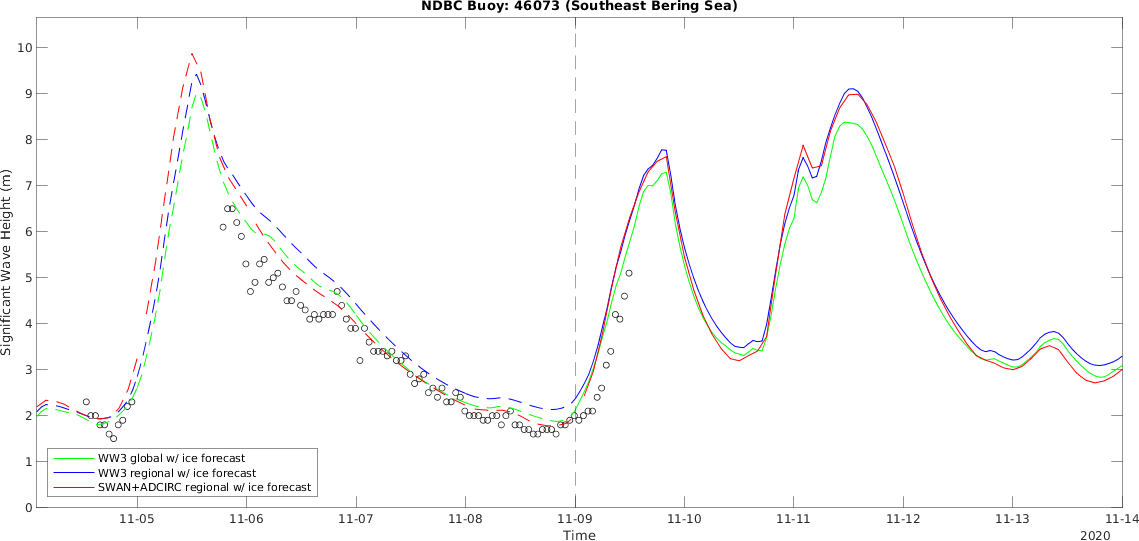 NDBC Buoy: 46073 (Southeast Bering Sea)
Significant Wave Height (m)
10
9
8
7
6
5
4
3
2
1
0
WW3 global w/ ice forecast
WW3 regional w/ ice forecast
SWAN+ADCIRC regional w/ ice forecast
11-05 11-06 11-07 11-08 11-09 11-10 11-11 11-12 11-13 11-14
Time
2020